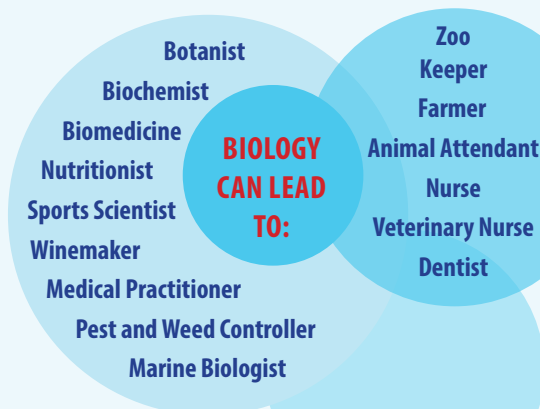 Botanist
Biochemist
Biomedicine
Nutritionist
Sports Scientist
Winemaker
Medical Practitioner
Pest and Weed Controller
Marine Biologist
BIOLOGY
CAN LEAD
TO:
Zoo
Keeper
Farmer
Animal Attendant
Nurse
Veterinary Nurse
Dentist